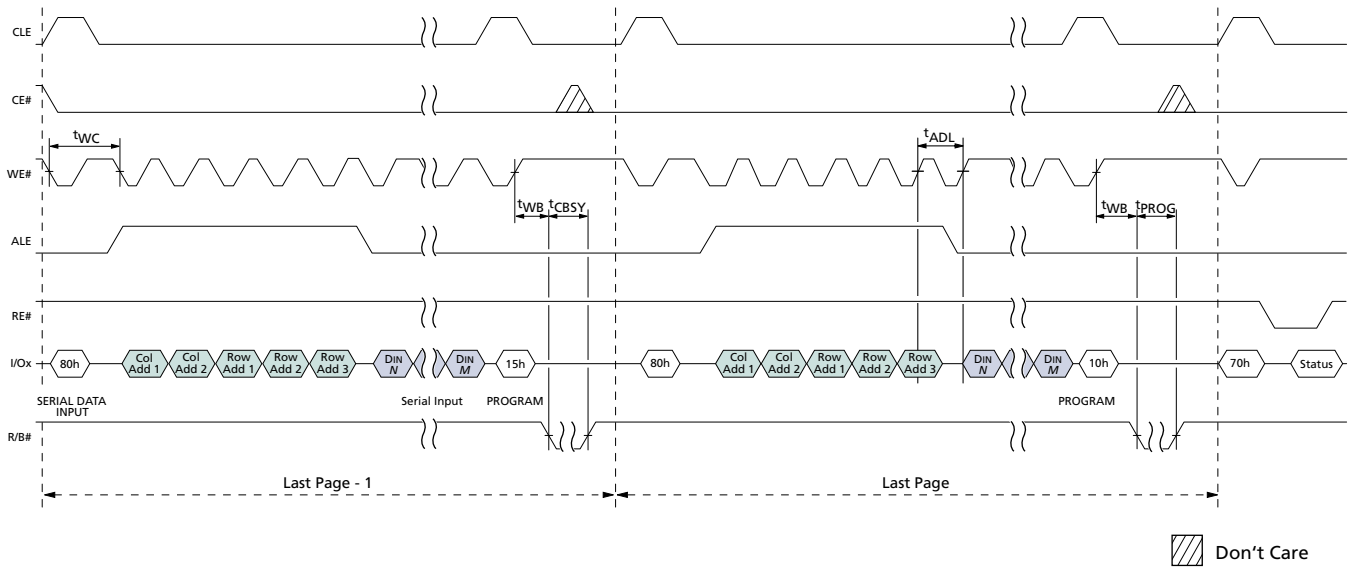 CLE
CE#
tWC
tADL
WE#
tWB tCBSY
tWB tPROG
ALE
RE#
I/Ox
80h
Col Add 1
Col Add 2
Row Add 1
Row Add 2
Row Add 3
DIN N
DIN M
15h
80h
Col Add 1
Col Add 2
Row Add 1
Row Add 2
Row Add 3
DIN N
DIN M
10h
70h
Status
SERIAL DATA
INPUT
Serial Input
PROGRAM
PROGRAM
R/B#
Last Page - 1
Last Page
Don't Care